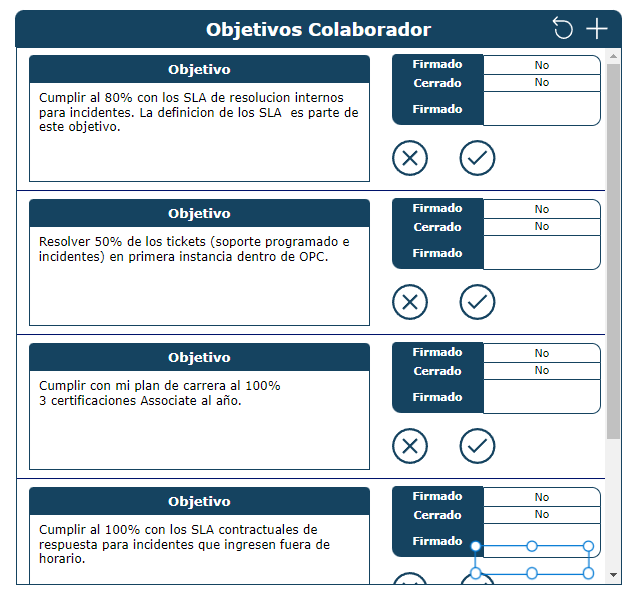 Objetivos Colaborador
Objetivo
Cumplir al 80% con los SLA de resolucion internos
para incidentes. La definicion de los SLA  es parte de
este objetivo.
Firmado No
Cerrado No
Firmado
Objetivo
Resolver 50% de los tickets (soporte programado e
incidentes) en primera instancia dentro de OPC.
Firmado No
Cerrado No
Firmado
Objetivo
Cumplir con mi plan de carrera al 100%
3 certificaciones Associate al año.
Firmado No
Cerrado No
Firmado
Objetivo
Cumplir al 100% con los SLA contractuales de
respuesta para incidentes que ingresen fuera de
horario.
Firmado No
Cerrado No
Firmado